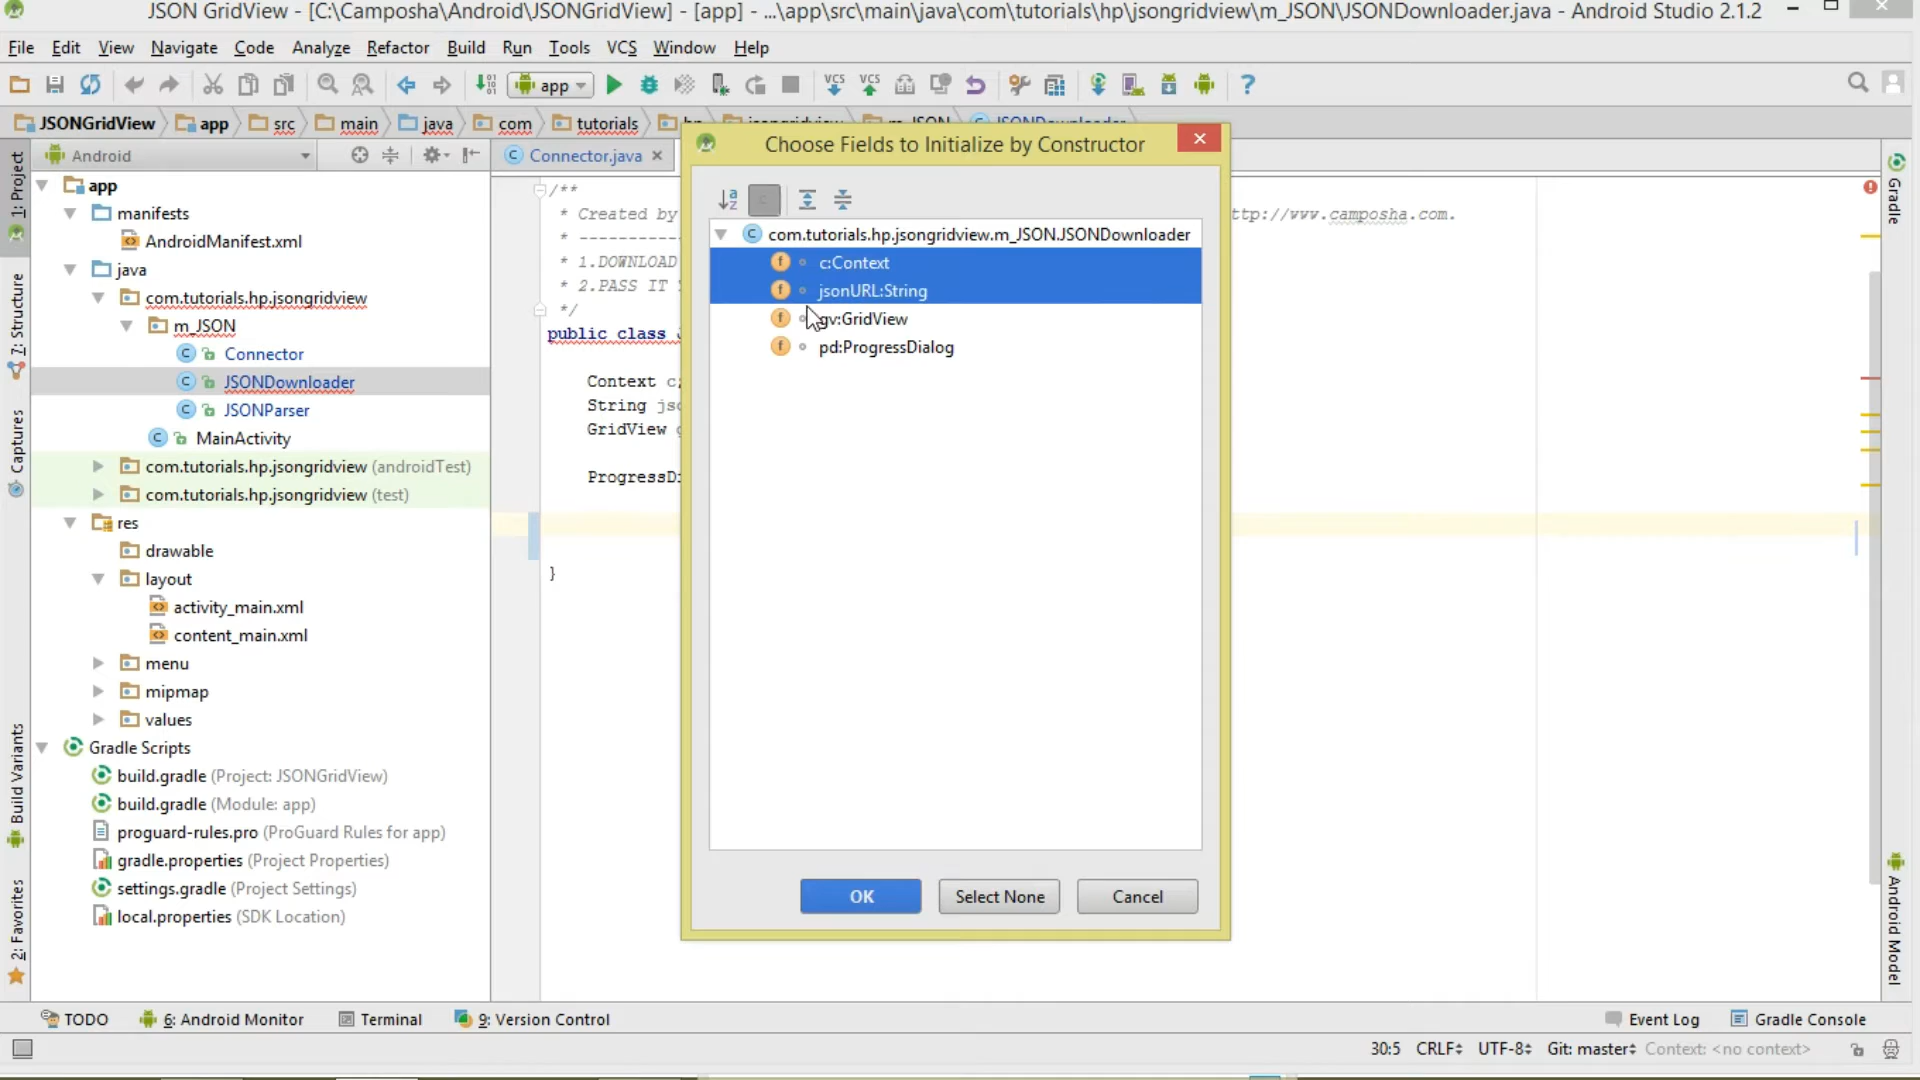 JSON GridView - [C:\Camposha\Android\JSONGridView] - [app] - ...\app\src\main\java\com\tutorials\hp\jsongridview\m_JSON\JSONDownloader.java - Android Studio 2.1.2
File Edit View Navigate Code Analyze Refactor Build Run Tools VCS Window Help
app
JSONGridView app src main java com tutorials
Android
Connector.java
Choose Fields to Initialize by Constructor
com.tutorials.hp.jsongridview.m_JSON.JSONDownloader
c:Context
jsonURL:String
gv:GridView
pd:ProgressDialog
OK Select None Cancel
app
manifests
AndroidManifest.xml
java
com.tutorials.hp.jsongridview
m_JSON
Connector
JSONDownloader
JSONParser
MainActivity
com.tutorials.hp.jsongridview (androidTest)
com.tutorials.hp.jsongridview (test)
res
drawable
layout
activity_main.xml
content_main.xml
menu
mipmap
values
Gradle Scripts
build.gradle (Project: JSONGridView)
build.gradle (Module: app)
proguard-rules.pro (ProGuard Rules for app)
gradle.properties (Project Properties)
settings.gradle (Project Settings)
local.properties (SDK Location)
/**
* Created by ttp://www.camposha.com.
* -----------
* 1.DOWNLOAD
* 2.PASS IT
*/
public class
Context c;
String jso
GridView
ProgressDi
}
1: Project
7: Structure
Captures
Build Variants
2: Favorites
Gradle
Android Model
TODO 6: Android Monitor Terminal 9: Version Control Event Log Gradle Console
30:5 CRLF UTF-8 Git: master Context: <no context>